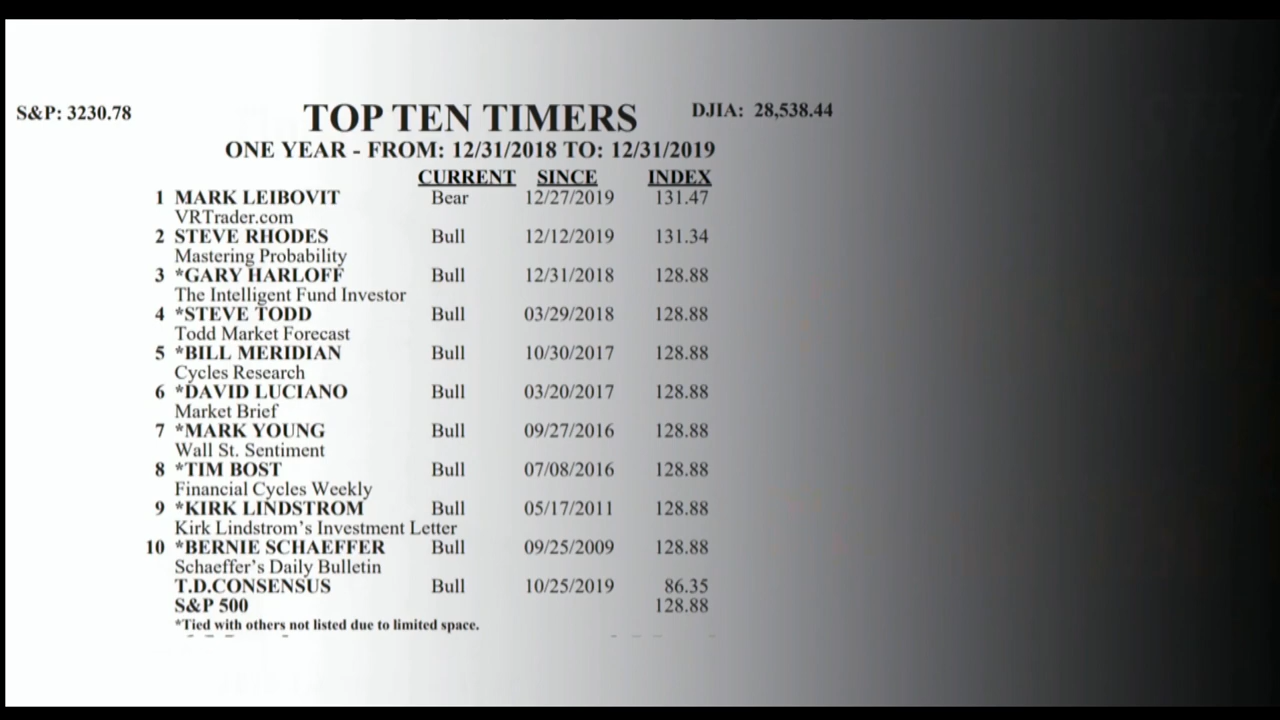 S&P: 3230.78 TOP TEN TIMERS DJIA: 28,538.44
ONE YEAR - FROM: 12/31/2018 TO: 12/31/2019
CURRENT SINCE INDEX
1 MARK LEIBOVIT Bear 12/27/2019 131.47
VRTrader.com
2 STEVE RHODES Bull 12/12/2019 131.34
Mastering Probability
3 *GARY HARLOFF Bull 12/31/2018 128.88
The Intelligent Fund Investor
4 *STEVE TODD Bull 03/29/2018 128.88
Todd Market Forecast
5 *BILL MERIDIAN Bull 10/30/2017 128.88
Cycles Research
6 *DAVID LUCIANO Bull 03/20/2017 128.88
Market Brief
7 *MARK YOUNG Bull 09/27/2016 128.88
Wall St. Sentiment
8 *TIM BOST Bull 07/08/2016 128.88
Financial Cycles Weekly
9 *KIRK LINDSTROM Bull 05/17/2011 128.88
Kirk Lindstrom's Investment Letter
10 *BERNIE SCHAEFFER Bull 09/25/2009 128.88
Schaeffer's Daily Bulletin
T.D.CONSENSUS Bull 10/25/2019 86.35
S&P 500 128.88
*Tied with others not listed due to limited space.